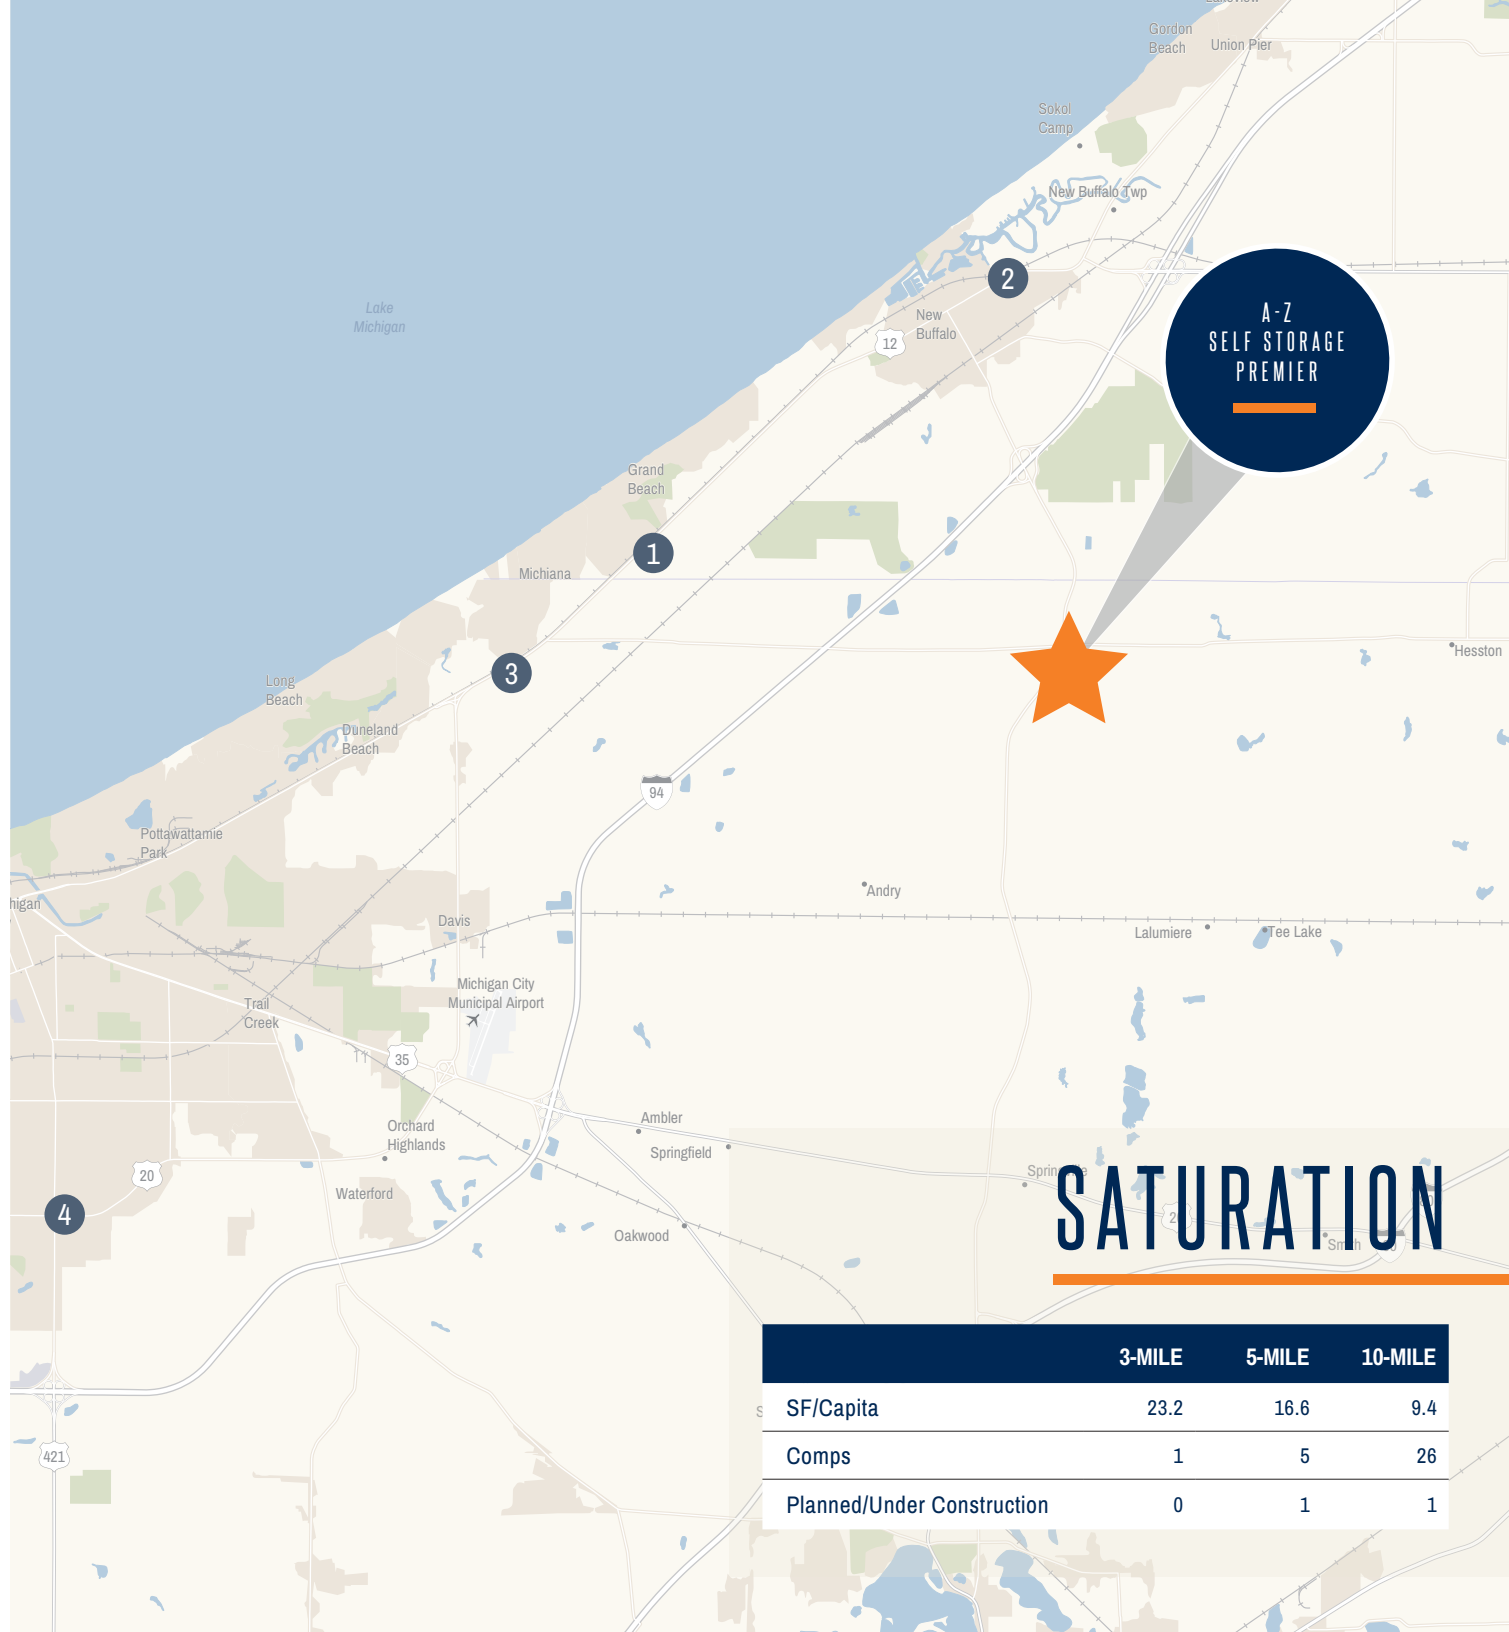 Gordon
Beach
Union Pier
Sokol
Camp
New Buffalo Twp
2
A-Z
SELF STORAGE
PREMIER
Lake
Michigan
New
Buffalo
12
Grand
Beach
1
Michiana
3
Hesston
Long
Beach
Duneland
Beach
94
Pottawattamie
Park
higan
Andry
Davis
Lalumiere
Tee Lake
Michigan City
Municipal Airport
Trail
Creek
35
Ambler
Orchard
Highlands
Springfield
20
Waterford
4
Oakwood
SATURATION
3-MILE 5-MILE 10-MILE
SF/Capita 23.2 16.6 9.4
Comps 1 5 26
Planned/Under Construction 0 1 1
421